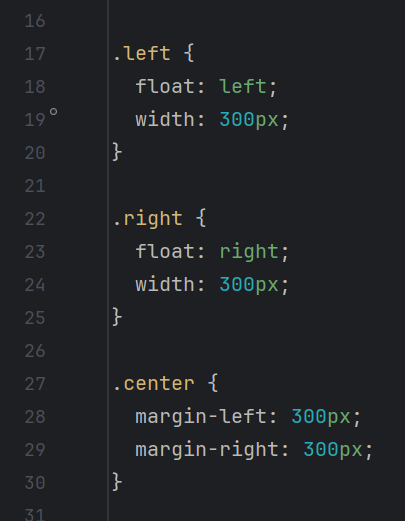 16
17 .left {
18 float: left;
19 width: 300px;
20 }
21
22 .right {
23 float: right;
24 width: 300px;
25 }
26
27 .center {
28 margin-left: 300px;
29 margin-right: 300px;
30 }
31